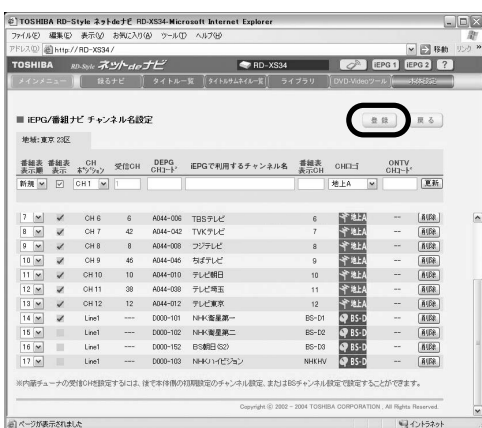 TOSHIBA RD-Style ネットdeナビ RD-XS34-Microsoft Internet Explorer
ファイル(F) 編集(E) 表示(V) お気に入り(A) ツール(T) ヘルプ(H)
アドレス(D) http://RD-XS34/ 移動 リンク »
TOSHIBA RD-Style ネットdeナビ RD-XS34 iEPG 1 iEPG 2 ?
メインメニュー 録るナビ タイトル一覧 タイトルサムネイル一覧 ライブラリ DVD-Videoツール 本体設定
■ iEPG/番組ナビ チャンネル名設定 登録 戻る
地域:東京 23区
番組表表示順 番組表表示 CHポジション 受信CH DEPG CHコード iEPGで利用するチャンネル名 番組表表示CH CHロゴ ONTV CHコード
新規 CH 1 1 地上A 更新
7 CH 6 6 A044-006 TBSテレビ 6 地上A -- 削除
8 CH 7 42 A044-042 TVKテレビ 7 地上A -- 削除
9 CH 8 8 A044-008 フジテレビ 8 地上A -- 削除
10 CH 9 46 A044-046 ちばテレビ 9 地上A -- 削除
11 CH 10 10 A044-010 テレビ朝日 10 地上A -- 削除
12 CH 11 38 A044-038 テレビ埼玉 11 地上A -- 削除
13 CH 12 12 A044-012 テレビ東京 12 地上A -- 削除
14 Line1 --- D000-101 NHK衛星第一 BS-D1 BS-D -- 削除
15 Line1 --- D000-102 NHK衛星第二 BS-D2 BS-D -- 削除
16 Line1 --- D000-152 BS朝日(S2) BS-D3 BS-D -- 削除
17 Line1 --- D000-103 NHKハイビジョン NHKHV BS-D -- 削除
※内蔵チューナの受信CHを設定するには、後で本体側の初期設定のチャンネル設定、またはBSチャンネル設定で設定することができます。
Copyright © 2002 - 2004 TOSHIBA CORPORATION, All Rights Reserved.
ページが表示されました イントラネット